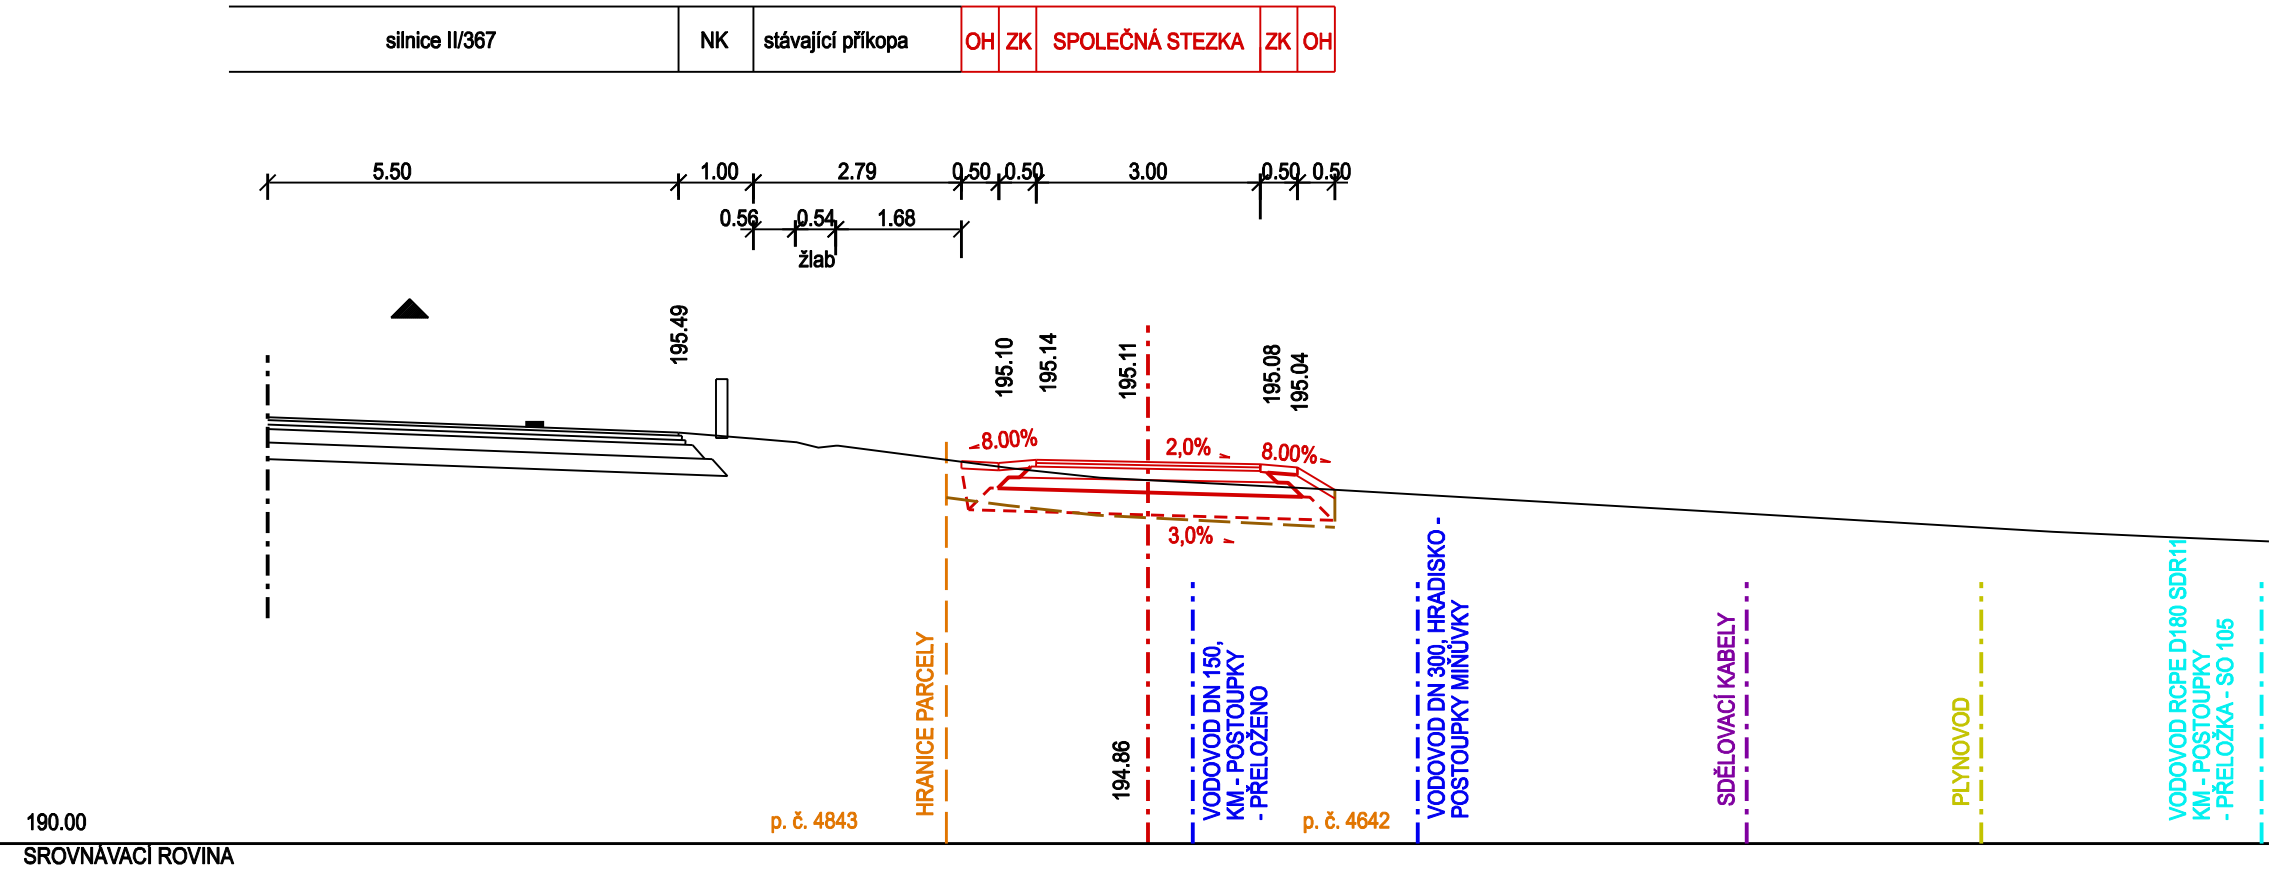 silnice II/367
NK
stávající příkopa
OH
ZK
SPOLEČNÁ STEZKA
ZK
OH
5.50
1.00
2.79
0.50
0.50
3.00
0.50
0.50
0.56
0.54
1.68
žlab
195.49
195.10
195.14
195.11
195.08
195.04
8.00%
2,0%
8.00%
3,0%
HRANICE PARCELY
194.86
VODOVOD DN 150,
KM - POSTOUPKY
- PŘELOŽENO
VODOVOD DN 300, HRADISKO -
POSTOUPKY MIŇŮVKY
SDĚLOVACÍ KABELY
PLYNOVOD
VODOVOD RCPE D180 SDR11
KM - POSTOUPKY
- PŘELOŽKA - SO 105
p. č. 4843
p. č. 4642
190.00
SROVNÁVACÍ ROVINA